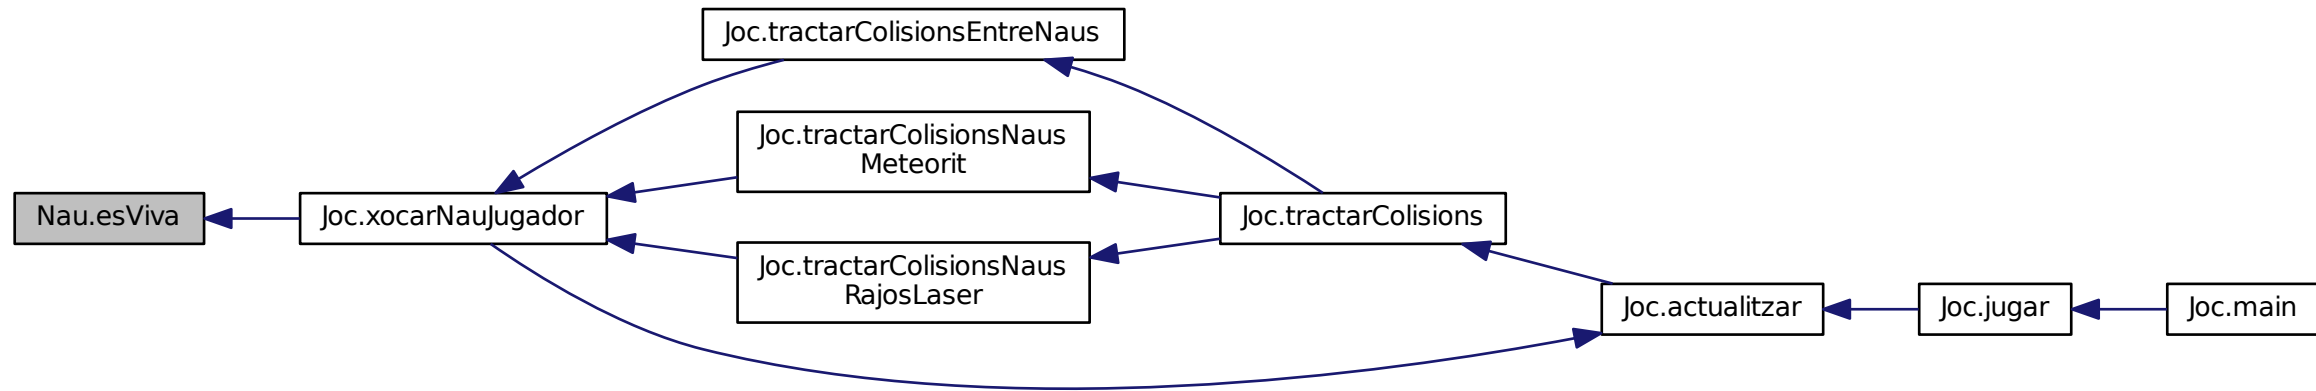 Joc.tractarColisionsEntreNaus
Joc.tractarColisionsNaus
Meteorit
Nau.esViva
Joc.xocarNauJugador
Joc.tractarColisions
Joc.tractarColisionsNaus
RajosLaser
Joc.actualitzar
Joc.jugar
Joc.main